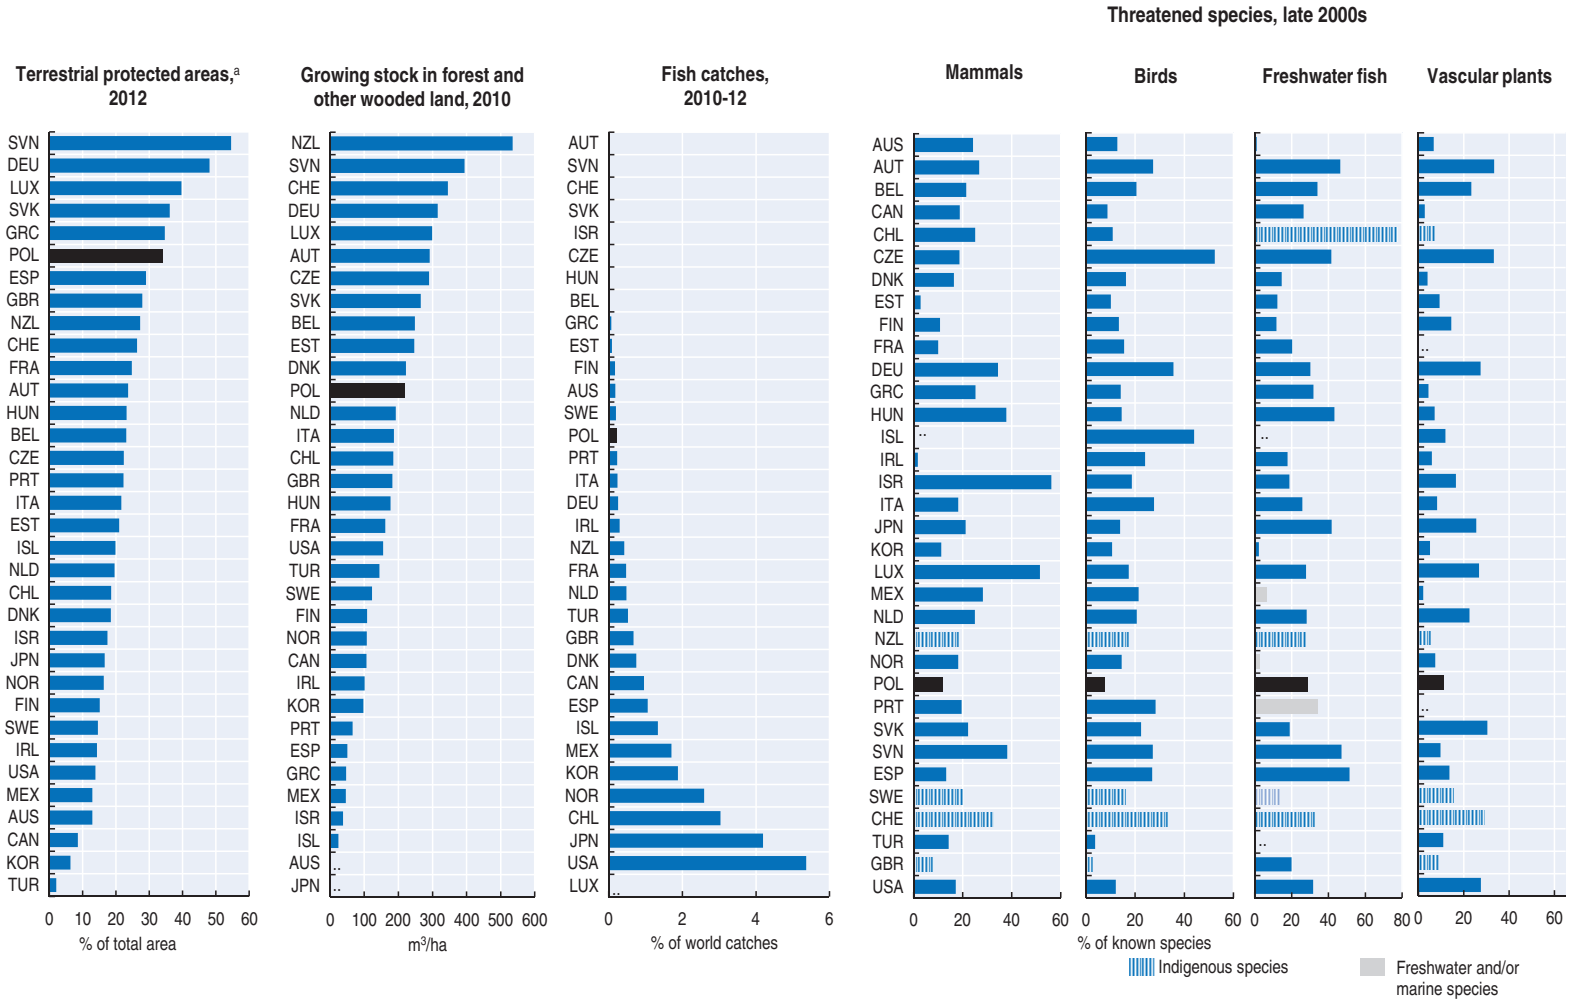 Threatened species, late 2000s
Terrestrial protected areas,a
2012
Growing stock in forest and
other wooded land, 2010
Fish catches,
2010-12
Mammals
Birds
Freshwater fish
Vascular plants
SVN
DEU
LUX
SVK
GRC
POL
ESP
GBR
NZL
CHE
FRA
AUT
HUN
BEL
CZE
PRT
ITA
EST
ISL
NLD
CHL
DNK
ISR
JPN
NOR
FIN
SWE
IRL
USA
MEX
AUS
CAN
KOR
TUR
0 10 20 30 40 50 60
% of total area
NZL
SVN
CHE
DEU
LUX
AUT
CZE
SVK
BEL
EST
DNK
POL
NLD
ITA
CHL
GBR
HUN
FRA
USA
TUR
SWE
FIN
NOR
CAN
IRL
KOR
PRT
ESP
GRC
MEX
ISR
ISL
AUS ..
JPN ..
0 100 200 300 400 500 600
m3/ha
AUT
SVN
CHE
SVK
ISR
CZE
HUN
BEL
GRC
EST
FIN
AUS
SWE
POL
PRT
ITA
DEU
IRL
NZL
FRA
NLD
TUR
GBR
DNK
CAN
ESP
ISL
MEX
KOR
NOR
CHL
JPN
USA
LUX ..
0 2 4 6
% of world catches
AUS
AUT
BEL
CAN
CHL
CZE
DNK
EST
FIN
FRA ..
DEU
GRC
HUN
ISL .. ..
IRL
ISR
ITA
JPN
KOR
LUX
MEX
NLD
NZL
NOR
POL
PRT ..
SVK
SVN
ESP
SWE
CHE
TUR ..
GBR
USA
0 20 40 60
0 20 40 60
0 20 40 60 80
0 20 40 60
% of known species
Indigenous species
Freshwater and/or
marine species